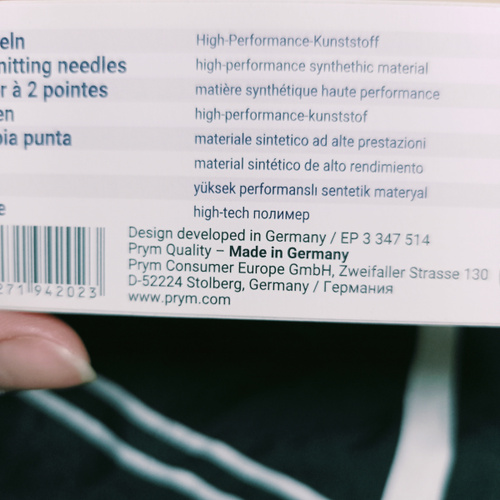 eln
nitting needles
r à 2 pointes
en
pia punta
e
High-Performance-Kunststoff
high-performance synthethic material
matière synthétique haute performance
high-performance-kunststof
materiale sintetico ad alte prestazioni
material sintético de alto rendimiento
yüksek performanslı sentetik materyal
high-tech полимер
271 942023
Design developed in Germany / EP 3 347 514
Prym Quality – Made in Germany
Prym Consumer Europe GmbH, Zweifaller Strasse 130
D-52224 Stolberg, Germany / Германия
www.prym.com